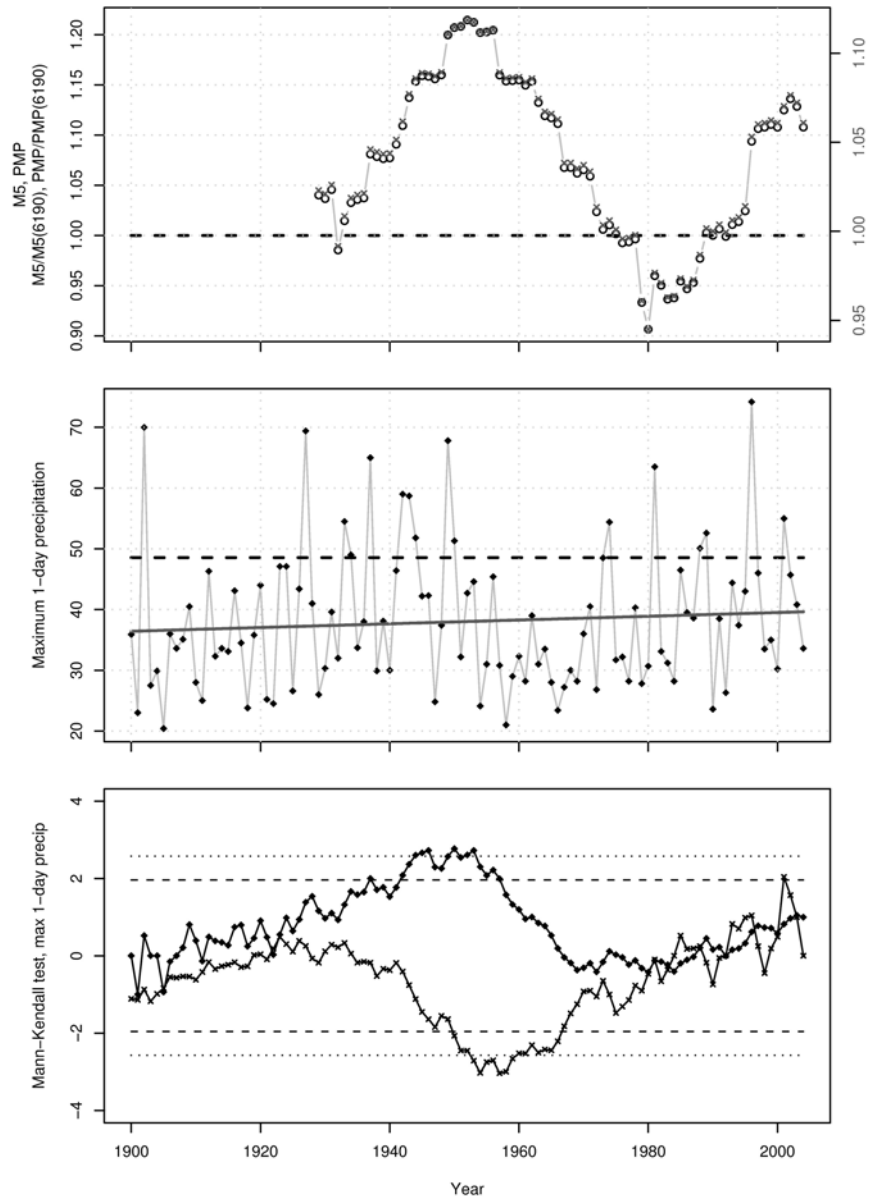 M5, PMP
M5/M5(6190), PMP/PMP(6190)
0.90 0.95 1.00 1.05 1.10 1.15 1.20
0.95 1.00 1.05 1.10
Maximum 1−day precipitation
20 30 40 50 60 70
Mann−Kendall test, max 1−day precip
−4 −2 0 2 4
1900 1920 1940 1960 1980 2000
Year